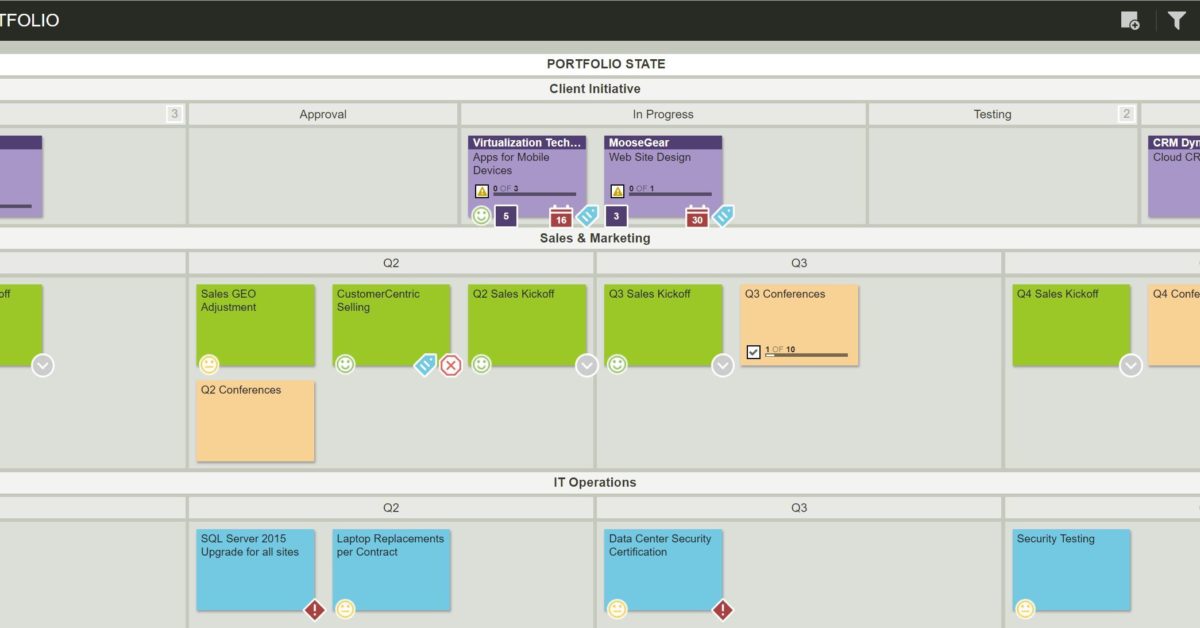 TFOLIO
PORTFOLIO STATE
Client Initiative
3
Approval
In Progress
Testing
2
Virtualization Tech...
Apps for Mobile
Devices
0 OF 3
5
16
MooseGear
Web Site Design
0 OF 1
3
30
CRM Dyn
Cloud CR
Sales & Marketing
Q2
Q3
off
Sales GEO
Adjustment
CustomerCentric
Selling
Q2 Sales Kickoff
Q3 Sales Kickoff
Q3 Conferences
1 OF 10
Q4 Sales Kickoff
Q4 Confe
Q2 Conferences
IT Operations
Q2
Q3
SQL Server 2015
Upgrade for all sites
Laptop Replacements
per Contract
Data Center Security
Certification
Security Testing